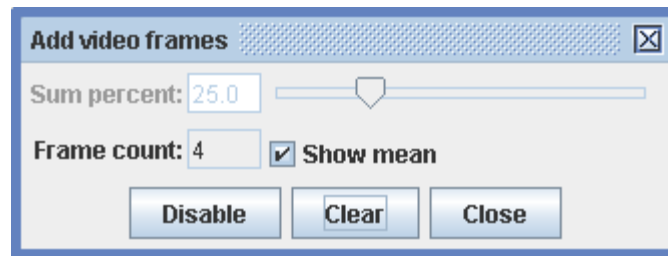 Add video frames
Sum percent: 25.0
Frame count: 4 Show mean
Disable Clear Close